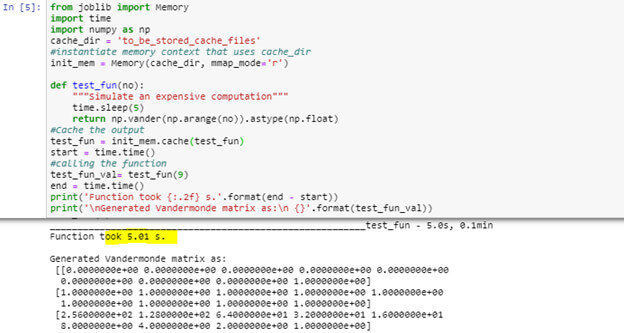 In [5]: from joblib import Memory
import time
import numpy as np
cache_dir = 'to_be_stored_cache_files'
#instantiate memory context that uses cache_dir
init_mem = Memory(cache_dir, mmap_mode='r')
def test_fun(no):
"""Simulate an expensive computation"""
time.sleep(5)
return np.vander(np.arange(no)).astype(np.float)
#Cache the output
test_fun = init_mem.cache(test_fun)
start = time.time()
#calling the function
test_fun_val= test_fun(9)
end = time.time()
print('Function took {:.2f} s.'.format(end - start))
print('\nGenerated Vandermonde matrix as:\n {}'.format(test_fun_val))
________________________________________________________test_fun - 5.0s, 0.1min
Function took 5.01 s.
Generated Vandermonde matrix as:
[[0.0000000e+00 0.0000000e+00 0.0000000e+00 0.0000000e+00 0.0000000e+00
0.0000000e+00 0.0000000e+00 0.0000000e+00 1.0000000e+00]
[1.0000000e+00 1.0000000e+00 1.0000000e+00 1.0000000e+00 1.0000000e+00
1.0000000e+00 1.0000000e+00 1.0000000e+00 1.0000000e+00]
[2.5600000e+02 1.2800000e+02 6.4000000e+01 3.2000000e+01 1.6000000e+01
8.0000000e+00 4.0000000e+00 2.0000000e+00 1.0000000e+00]